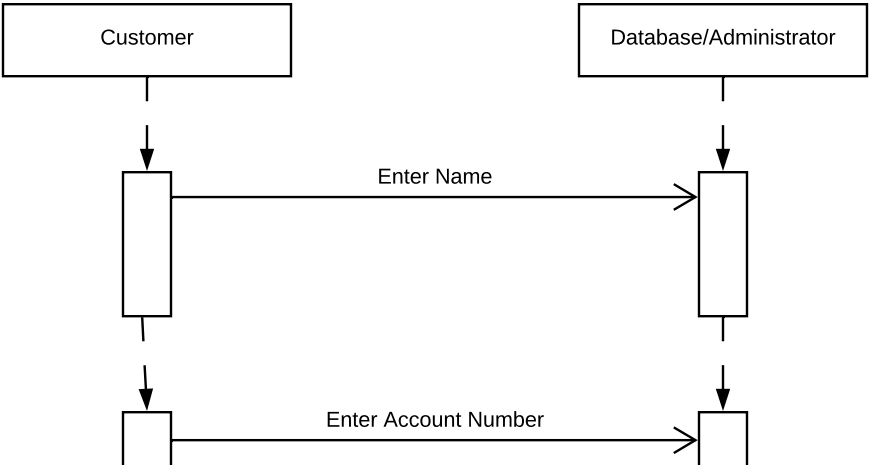 Customer
Database/Administrator
Enter Name
Enter Account Number